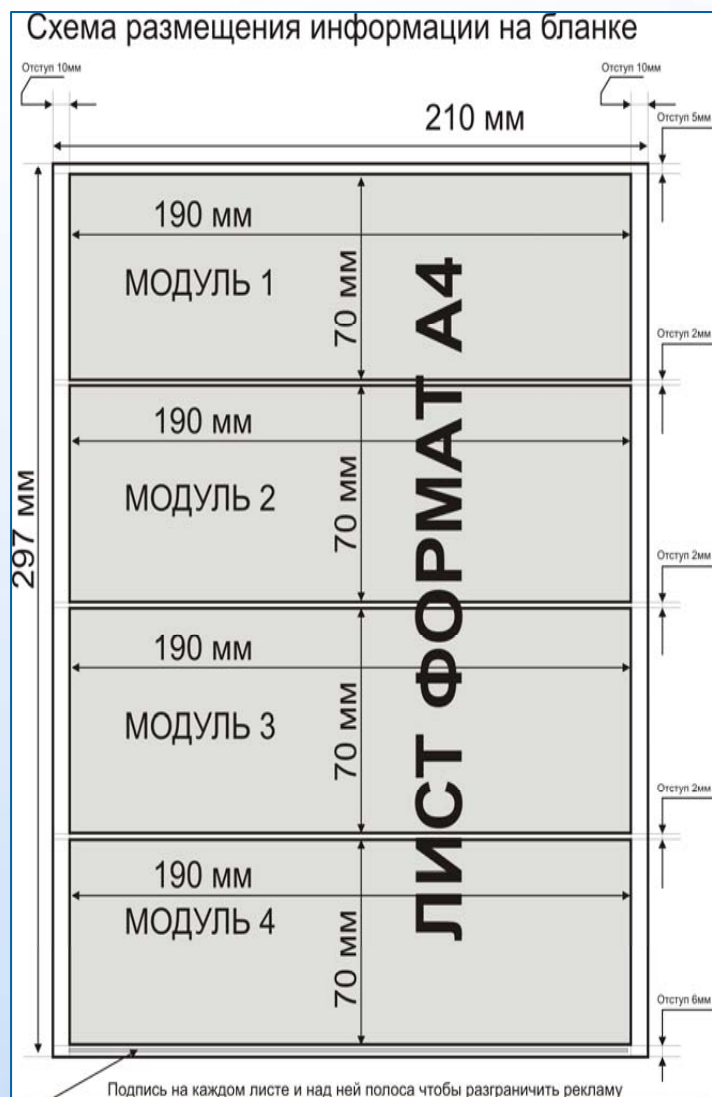 Схема размещения информации на бланке
Отступ 10мм
Отступ 10мм
210 мм
Отступ 5мм
190 мм
МОДУЛЬ 1
70 мм
Отступ 2мм
190 мм
МОДУЛЬ 2
70 мм
297 мм
ЛИСТ ФОРМАТ А4
Отступ 2мм
190 мм
МОДУЛЬ 3
70 мм
Отступ 2мм
190 мм
МОДУЛЬ 4
70 мм
Отступ 6мм
Подпись на каждом листе и над ней полоса чтобы разграничить рекламу